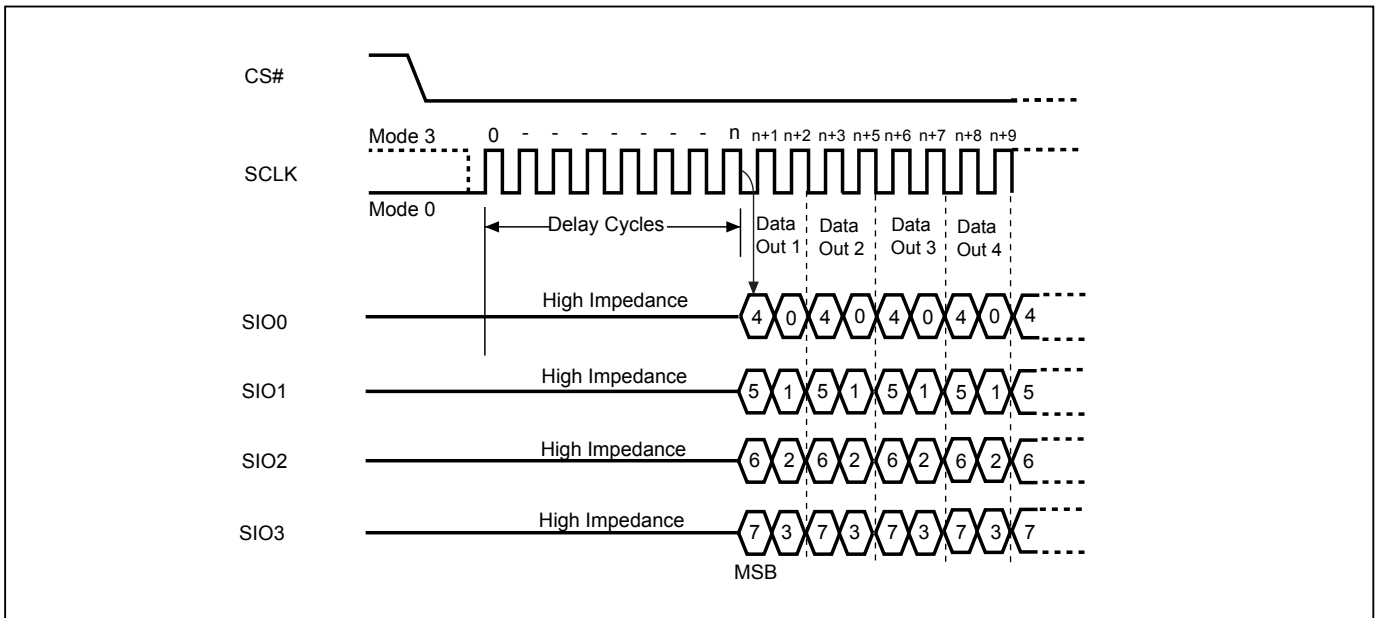 CS#
Mode 3
0 - - - - - - - n n+1 n+2 n+3 n+5 n+6 n+7 n+8 n+9
SCLK
Mode 0
Delay Cycles
Data Out 1
Data Out 2
Data Out 3
Data Out 4
High Impedance
SIO0
4 0 4 0 4 0 4 0 4
High Impedance
SIO1
5 1 5 1 5 1 5 1 5
High Impedance
SIO2
6 2 6 2 6 2 6 2 6
High Impedance
SIO3
7 3 7 3 7 3 7 3 7
MSB